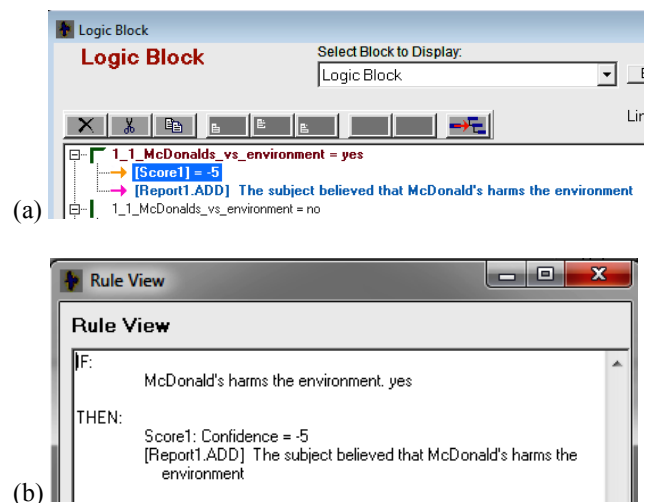 Logic Block
Logic Block
Select Block to Display:
Logic Block
1_1_McDonalds_vs_environment = yes
[Score1] = -5
[Report1.ADD] The subject believed that McDonald's harms the environment
1_1_McDonalds_vs_environment = no
(a)
Rule View
Rule View
IF:
McDonald's harms the environment. yes
THEN:
Score1: Confidence = -5
[Report1.ADD] The subject believed that McDonald's harms the
environment
(b)